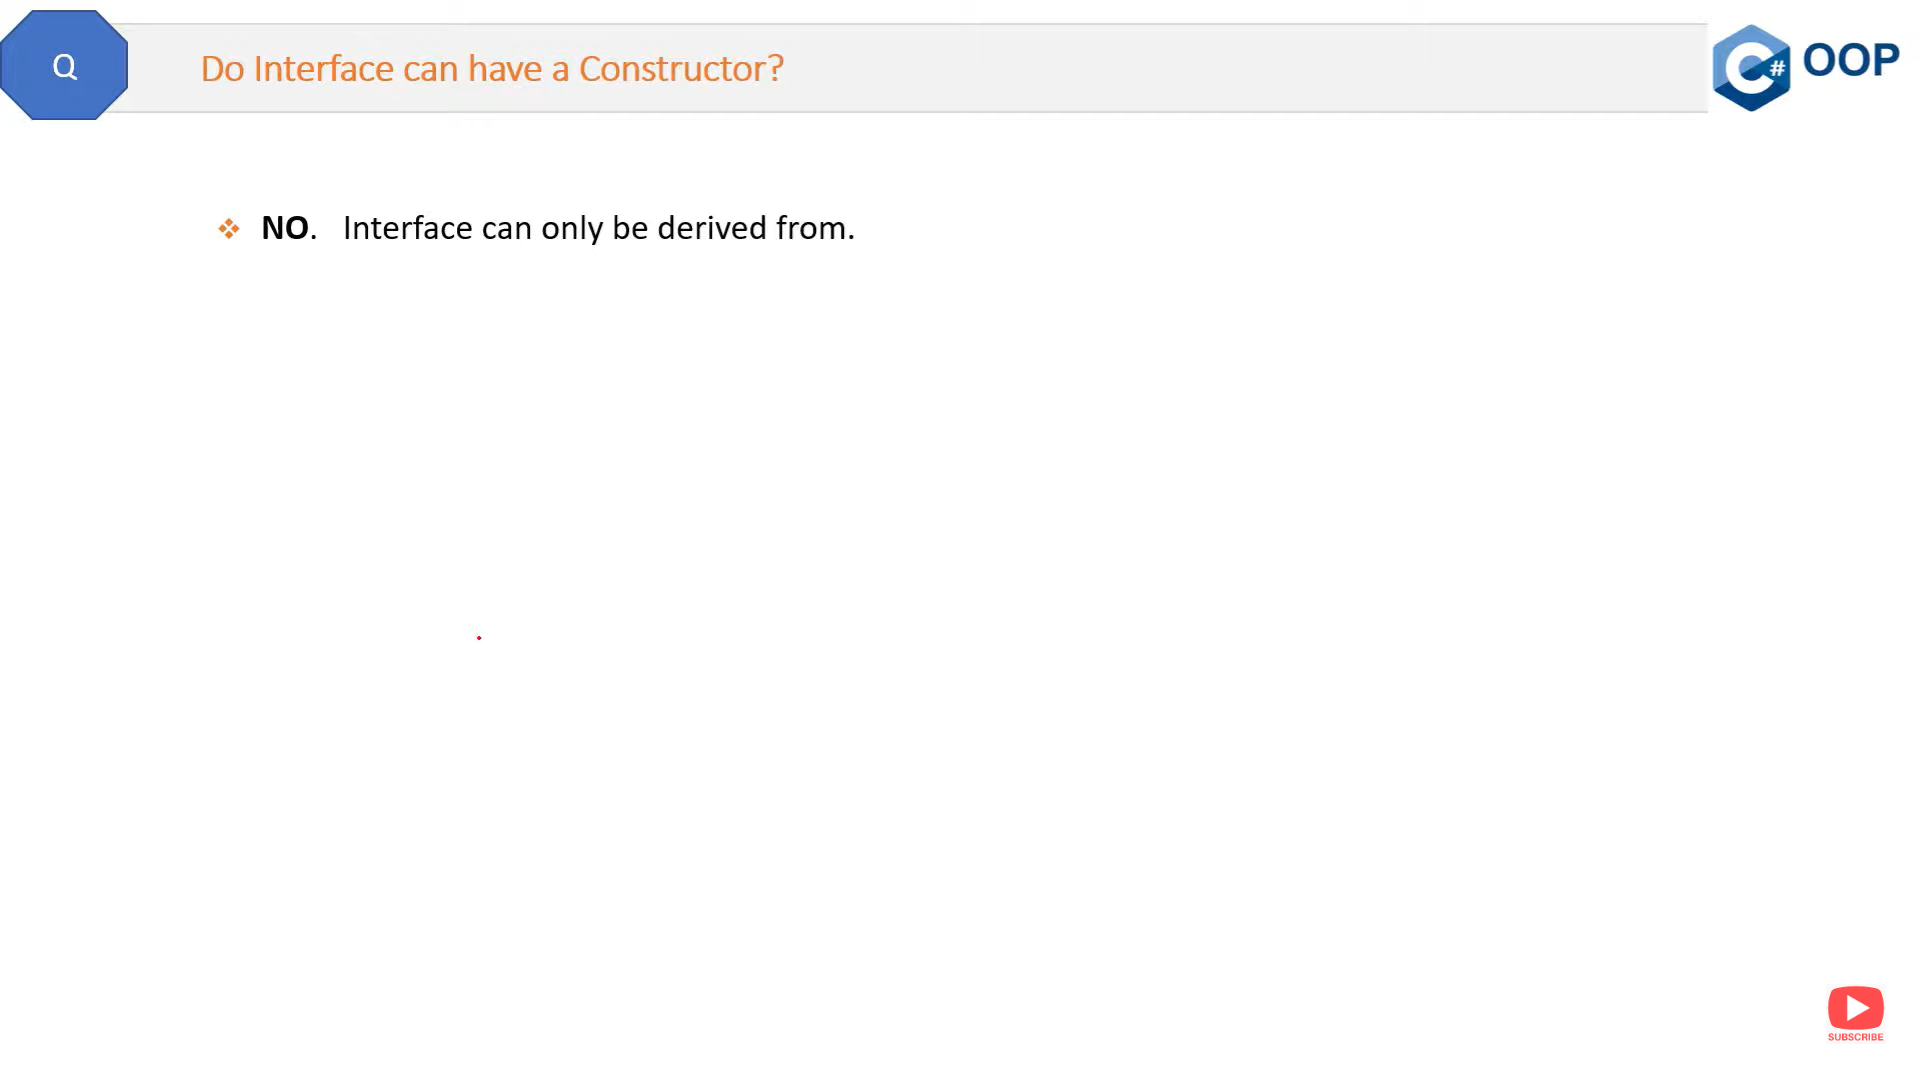 Q
Do Interface can have a Constructor?
C# OOP
NO. Interface can only be derived from.
SUBSCRIBE